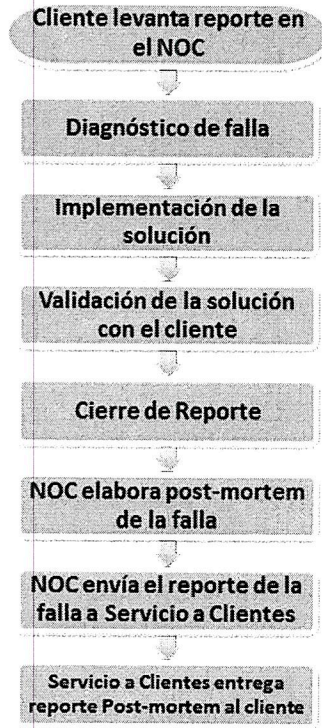 Cliente levanta reporte en
el NOC
Diagnóstico de falla
Implementación de la
solución
Validación de la solución
con el cliente
Cierre de Reporte
NOC elabora post-mortem
de la falla
NOC envía el reporte de la
falla a Servicio a Clientes
Servicio a Clientes entrega
reporte Post-mortem al cliente